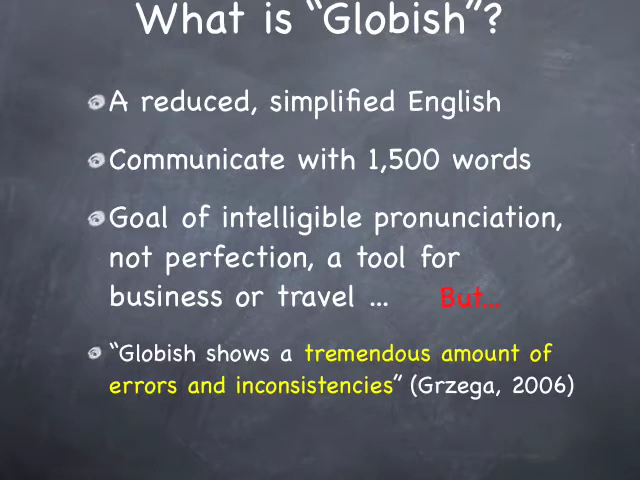 What is “Globish”?
A reduced, simplified English
Communicate with 1,500 words
Goal of intelligible pronunciation,
not perfection, a tool for
business or travel ... But...
“Globish shows a tremendous amount of
errors and inconsistencies” (Grzega, 2006)